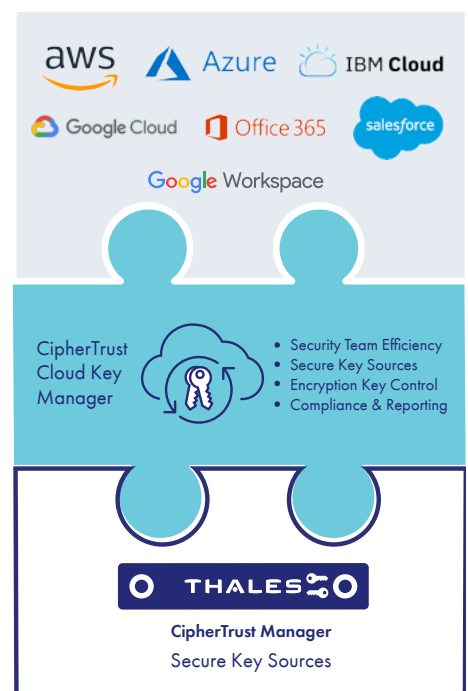 aws
Azure
IBM Cloud
Google Cloud
Office 365
salesforce
Google Workspace
CipherTrust
Cloud Key
Manager
• Security Team Efficiency
• Secure Key Sources
• Encryption Key Control
• Compliance & Reporting
THALES
CipherTrust Manager
Secure Key Sources